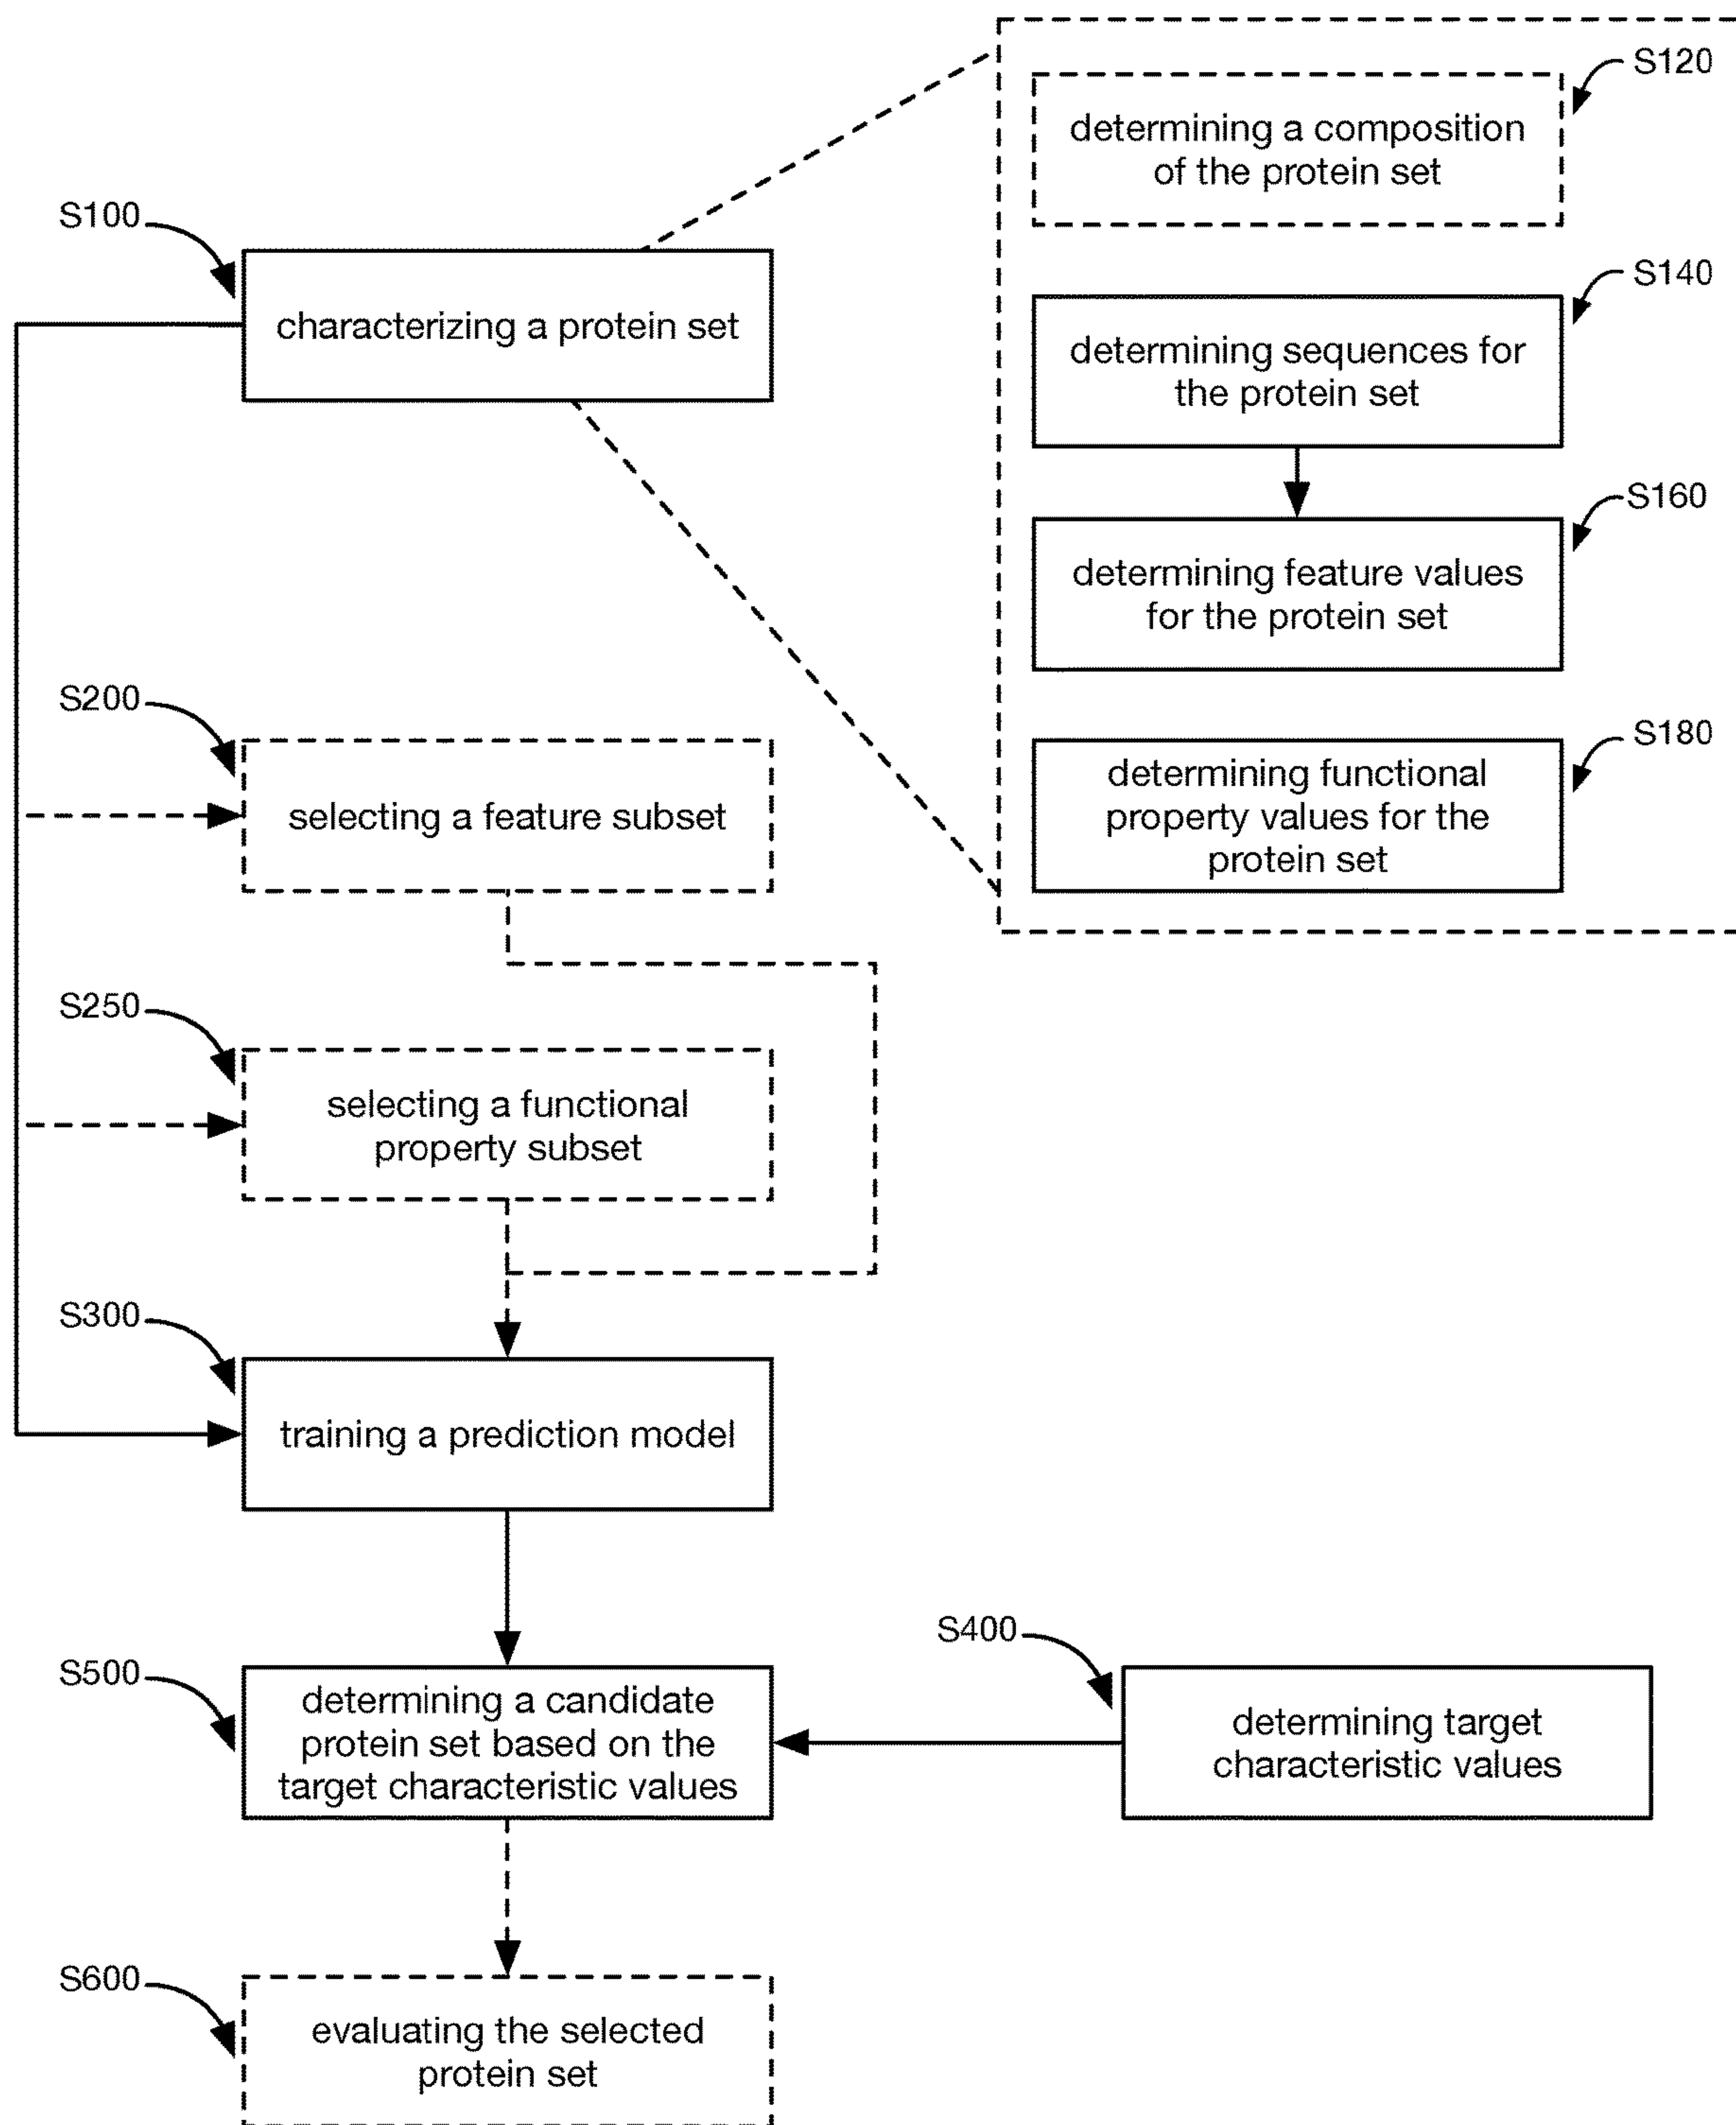 S120
determining a composition
of the protein set
S100
characterizing a protein set
S140
determining sequences for
the protein set
S160
determining feature values
for the protein set
S200
selecting a feature subset
S180
determining functional
property values for the
protein set
S250
selecting a functional
property subset
S300
training a prediction model
S400
determining target
characteristic values
S500
determining a candidate
protein set based on the
target characteristic values
S600
evaluating the selected
protein set